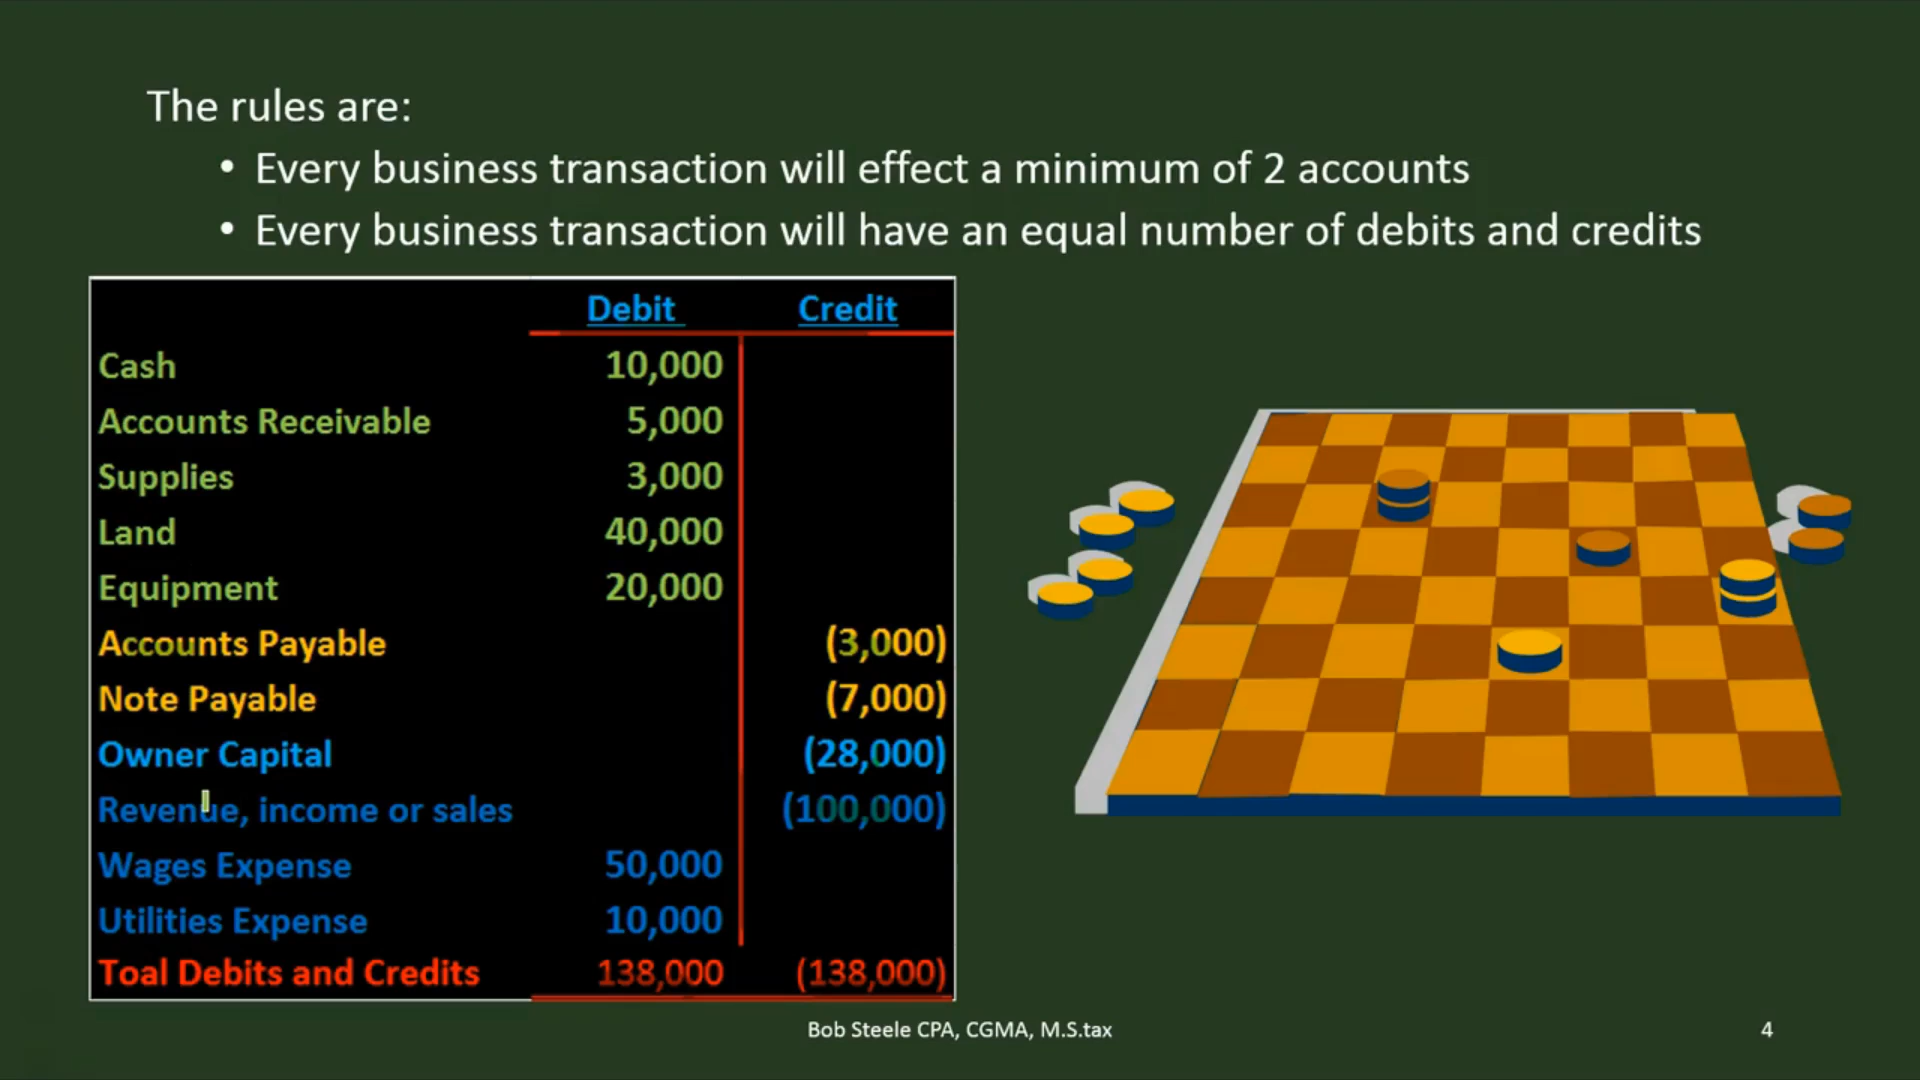 The rules are:
• Every business transaction will effect a minimum of 2 accounts
• Every business transaction will have an equal number of debits and credits
Debit Credit
Cash 10,000
Accounts Receivable 5,000
Supplies 3,000
Land 40,000
Equipment 20,000
Accounts Payable (3,000)
Note Payable (7,000)
Owner Capital (28,000)
Revenue, income or sales (100,000)
Wages Expense 50,000
Utilities Expense 10,000
Toal Debits and Credits 138,000 (138,000)
Bob Steele CPA, CGMA, M.S.tax 4